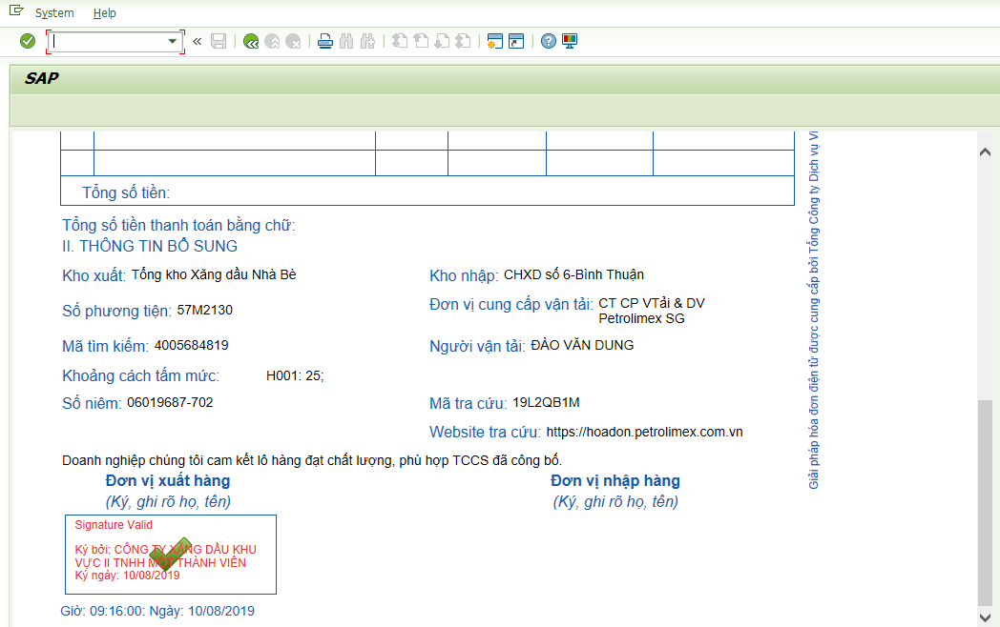 System Help
SAP
Tổng số tiền:
Tổng số tiền thanh toán bằng chữ:
II. THÔNG TIN BỔ SUNG
Kho xuất: Tổng kho Xăng dầu Nhà Bè
Kho nhập: CHXD số 6-Bình Thuận
Số phương tiện: 57M2130
Đơn vị cung cấp vận tải: CT CP VTải & DV
Petrolimex SG
Mã tìm kiếm: 4005684819
Người vận tải: ĐÀO VĂN DUNG
Khoảng cách tấm mức: H001: 25;
Số niêm: 06019687-702
Mã tra cứu: 19L2QB1M
Website tra cứu: https://hoadon.petrolimex.com.vn
Doanh nghiệp chúng tôi cam kết lô hàng đạt chất lượng, phù hợp TCCS đã công bố.
Đơn vị xuất hàng
(Ký, ghi rõ họ, tên)
Đơn vị nhập hàng
(Ký, ghi rõ họ, tên)
Signature Valid
Ký bởi: CÔNG TY XĂNG DẦU KHU
VỰC II TNHH MỘT THÀNH VIÊN
Ký ngày: 10/08/2019
Giờ: 09:16:00: Ngày: 10/08/2019
Giải pháp hóa đơn điện tử được cung cấp bởi Tổng Công ty Dịch vụ Vi